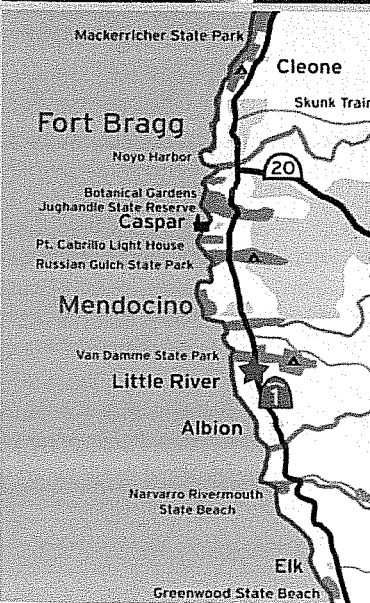 Mackerricher State Park
Cleone
Skunk Train
Fort Bragg
Noyo Harbor
20
Botanical Gardens
Jughandle State Reserve
Caspar
Pt. Cabrillo Light House
Russian Gulch State Park
Mendocino
Van Damme State Park
Little River
1
Albion
Narvarro Rivermouth
State Beach
Elk
Greenwood State Beach